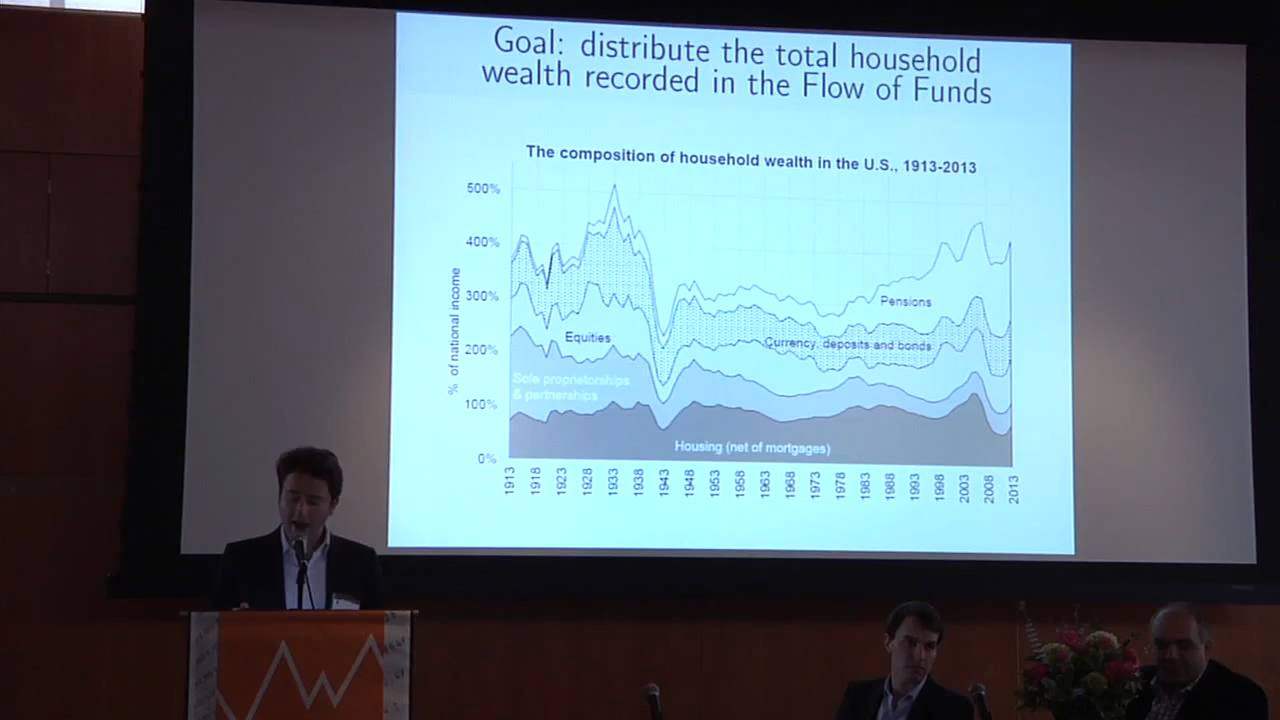 Goal: distribute the total household
wealth recorded in the Flow of Funds
The composition of household wealth in the U.S., 1913-2013
% of national income
500%
400%
300%
200%
100%
0%
Pensions
Currency, deposits and bonds
Equities
Sole proprietorships
& partnerships
Housing (net of mortgages)
1913
1918
1923
1928
1933
1938
1943
1948
1953
1958
1963
1968
1973
1978
1983
1988
1993
1998
2003
2008
2013